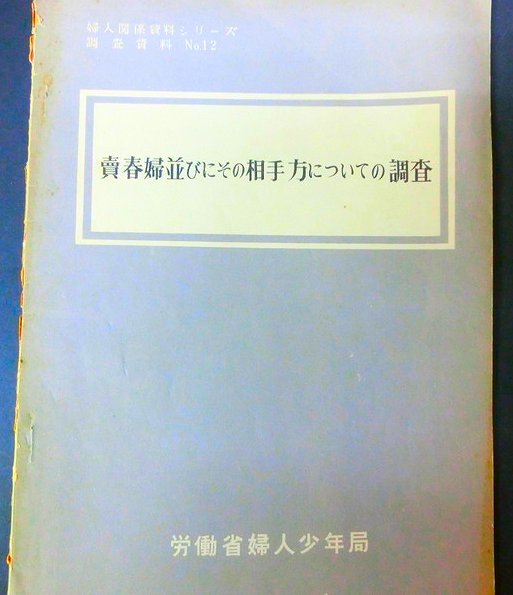 婦人関係資料シリーズ
調査資料 No.12
賣春婦並びにその相手方についての調査
労働省婦人少年局